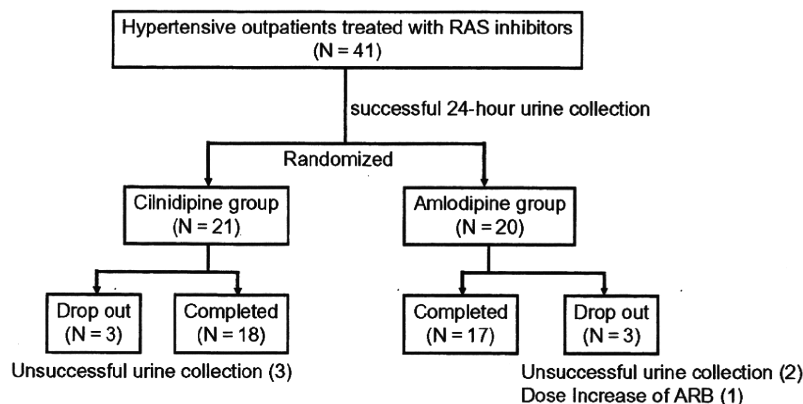 Hypertensive outpatients treated with RAS inhibitors
(N = 41)
successful 24-hour urine collection
Randomized
Cilnidipine group
(N = 21)
Amlodipine group
(N = 20)
Drop out
(N = 3)
Completed
(N = 18)
Completed
(N = 17)
Drop out
(N = 3)
Unsuccessful urine collection (3)
Unsuccessful urine collection (2)
Dose Increase of ARB (1)